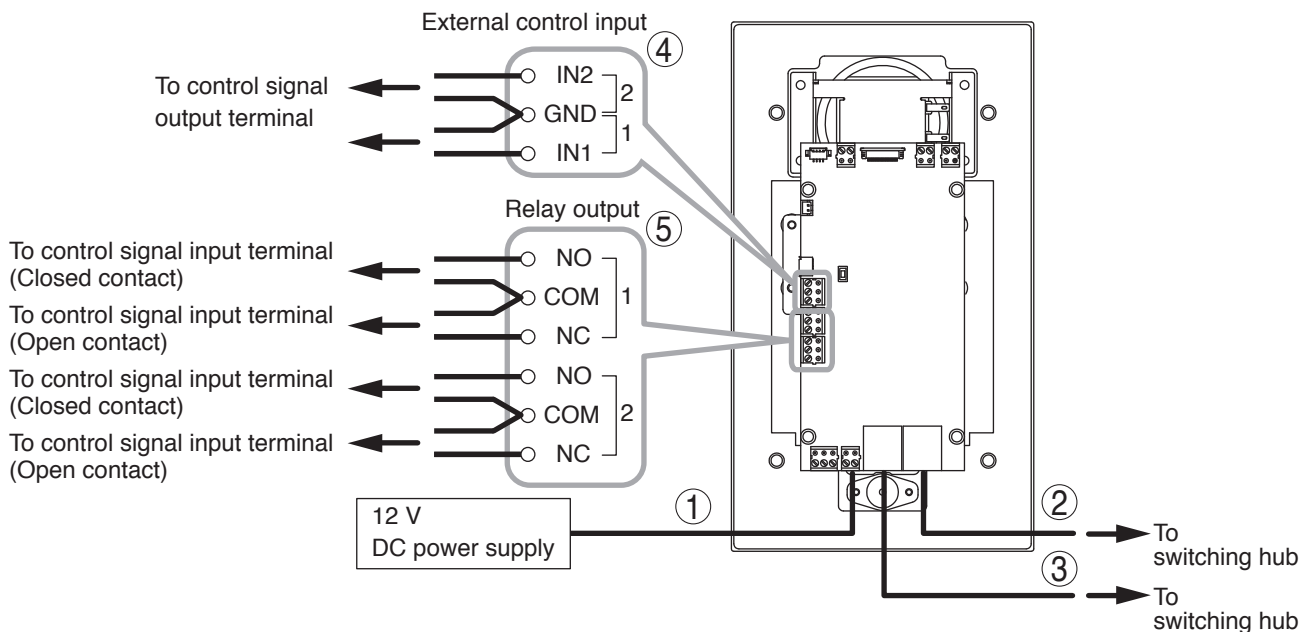 External control input
④
To control signal
output terminal
IN2
GND
IN1
2
1
Relay output
⑤
To control signal input terminal
(Closed contact)
To control signal input terminal
(Open contact)
To control signal input terminal
(Closed contact)
To control signal input terminal
(Open contact)
NO
COM
NC
1
NO
COM
NC
2
12 V
DC power supply
①
②
To
switching hub
③
To
switching hub